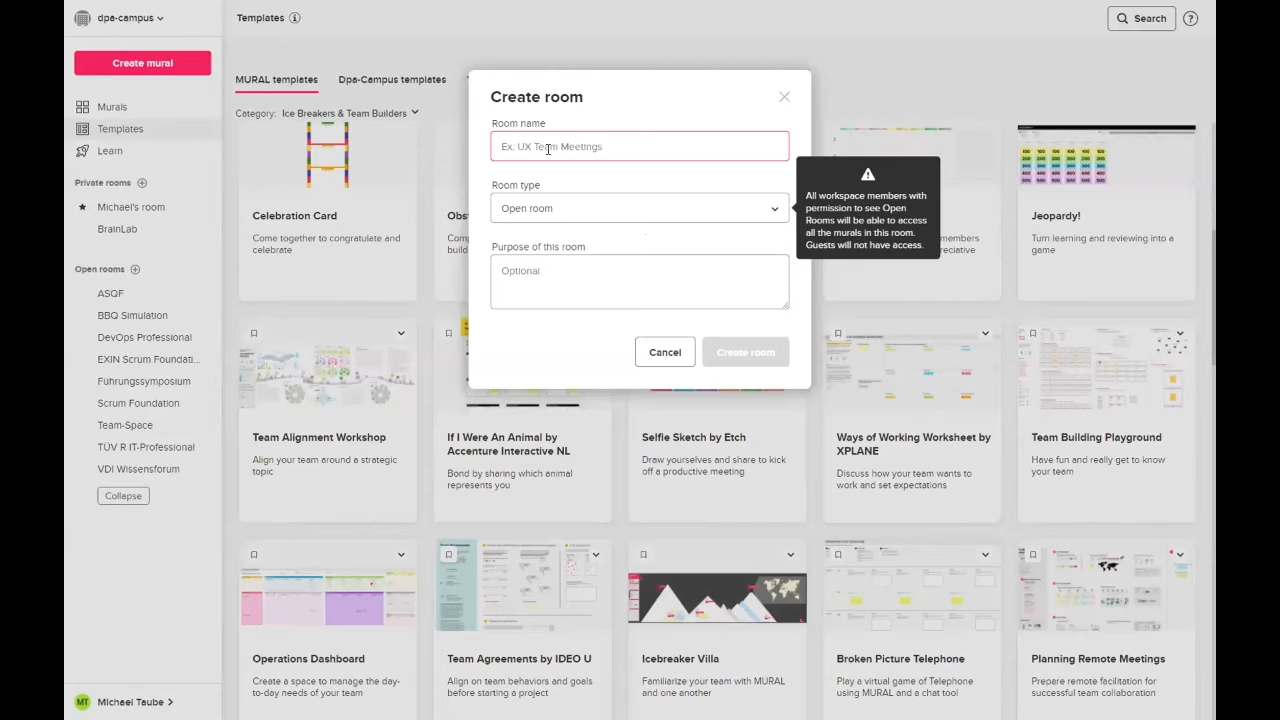 dpa-campus
Create mural
Murals
Templates
Learn
Private rooms
Michael's room
BrainLab
Open rooms
ASQF
BBQ Simulation
DevOps Professional
EXIN Scrum Foundati...
Führungssymposium
Scrum Foundation
Team-Space
TÜV R IT-Professional
VDI Wissensforum
Collapse
MT Michael Taube
Templates
Search
MURAL templates
Dpa-Campus templates
Category: Ice Breakers & Team Builders
Create room
Room name
Ex: UX Team Meetings
Room type
Open room
Purpose of this room
Optional
Cancel
Create room
All workspace members with
permission to see Open
Rooms will be able to access
all the murals in this room.
Guests will not have access.
Celebration Card
Come together to congratulate and
celebrate
Jeopardy!
Turn learning and reviewing into a
game
Team Alignment Workshop
Align your team around a strategic
topic
If I Were An Animal by
Accenture Interactive NL
Bond by sharing which animal
represents you
Selfie Sketch by Etch
Draw yourselves and share to kick
off a productive meeting
Ways of Working Worksheet by
XPLANE
Discuss how your team wants to
work and set expectations
Team Building Playground
Have fun and really get to know
your team
Operations Dashboard
Create a space to manage the day-
to-day needs of your team
Team Agreements by IDEO U
Align on team behaviors and goals
before starting a project
Icebreaker Villa
Familiarize your team with MURAL
and one another
Broken Picture Telephone
Play a virtual game of Telephone
using MURAL and a chat tool
Planning Remote Meetings
Prepare remote facilitation for
successful team collaboration